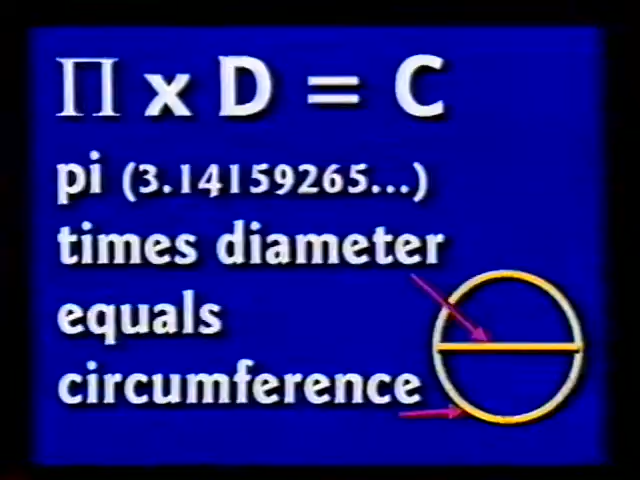 Π x D = C
pi (3.14159265...)
times diameter
equals
circumference